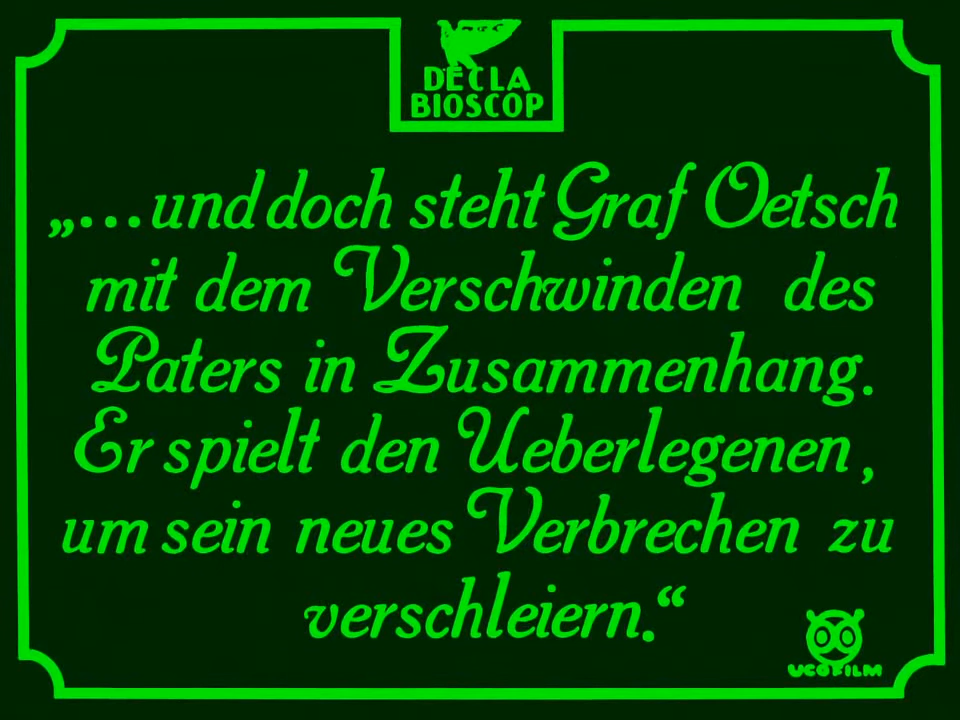 DECLA
BIOSCOP
„...und doch steht Graf Oetsch
mit dem Verschwinden des
Paters in Zusammenhang.
Er spielt den Ueberlegenen,
um sein neues Verbrechen zu
verschleiern.“
UCOFILM